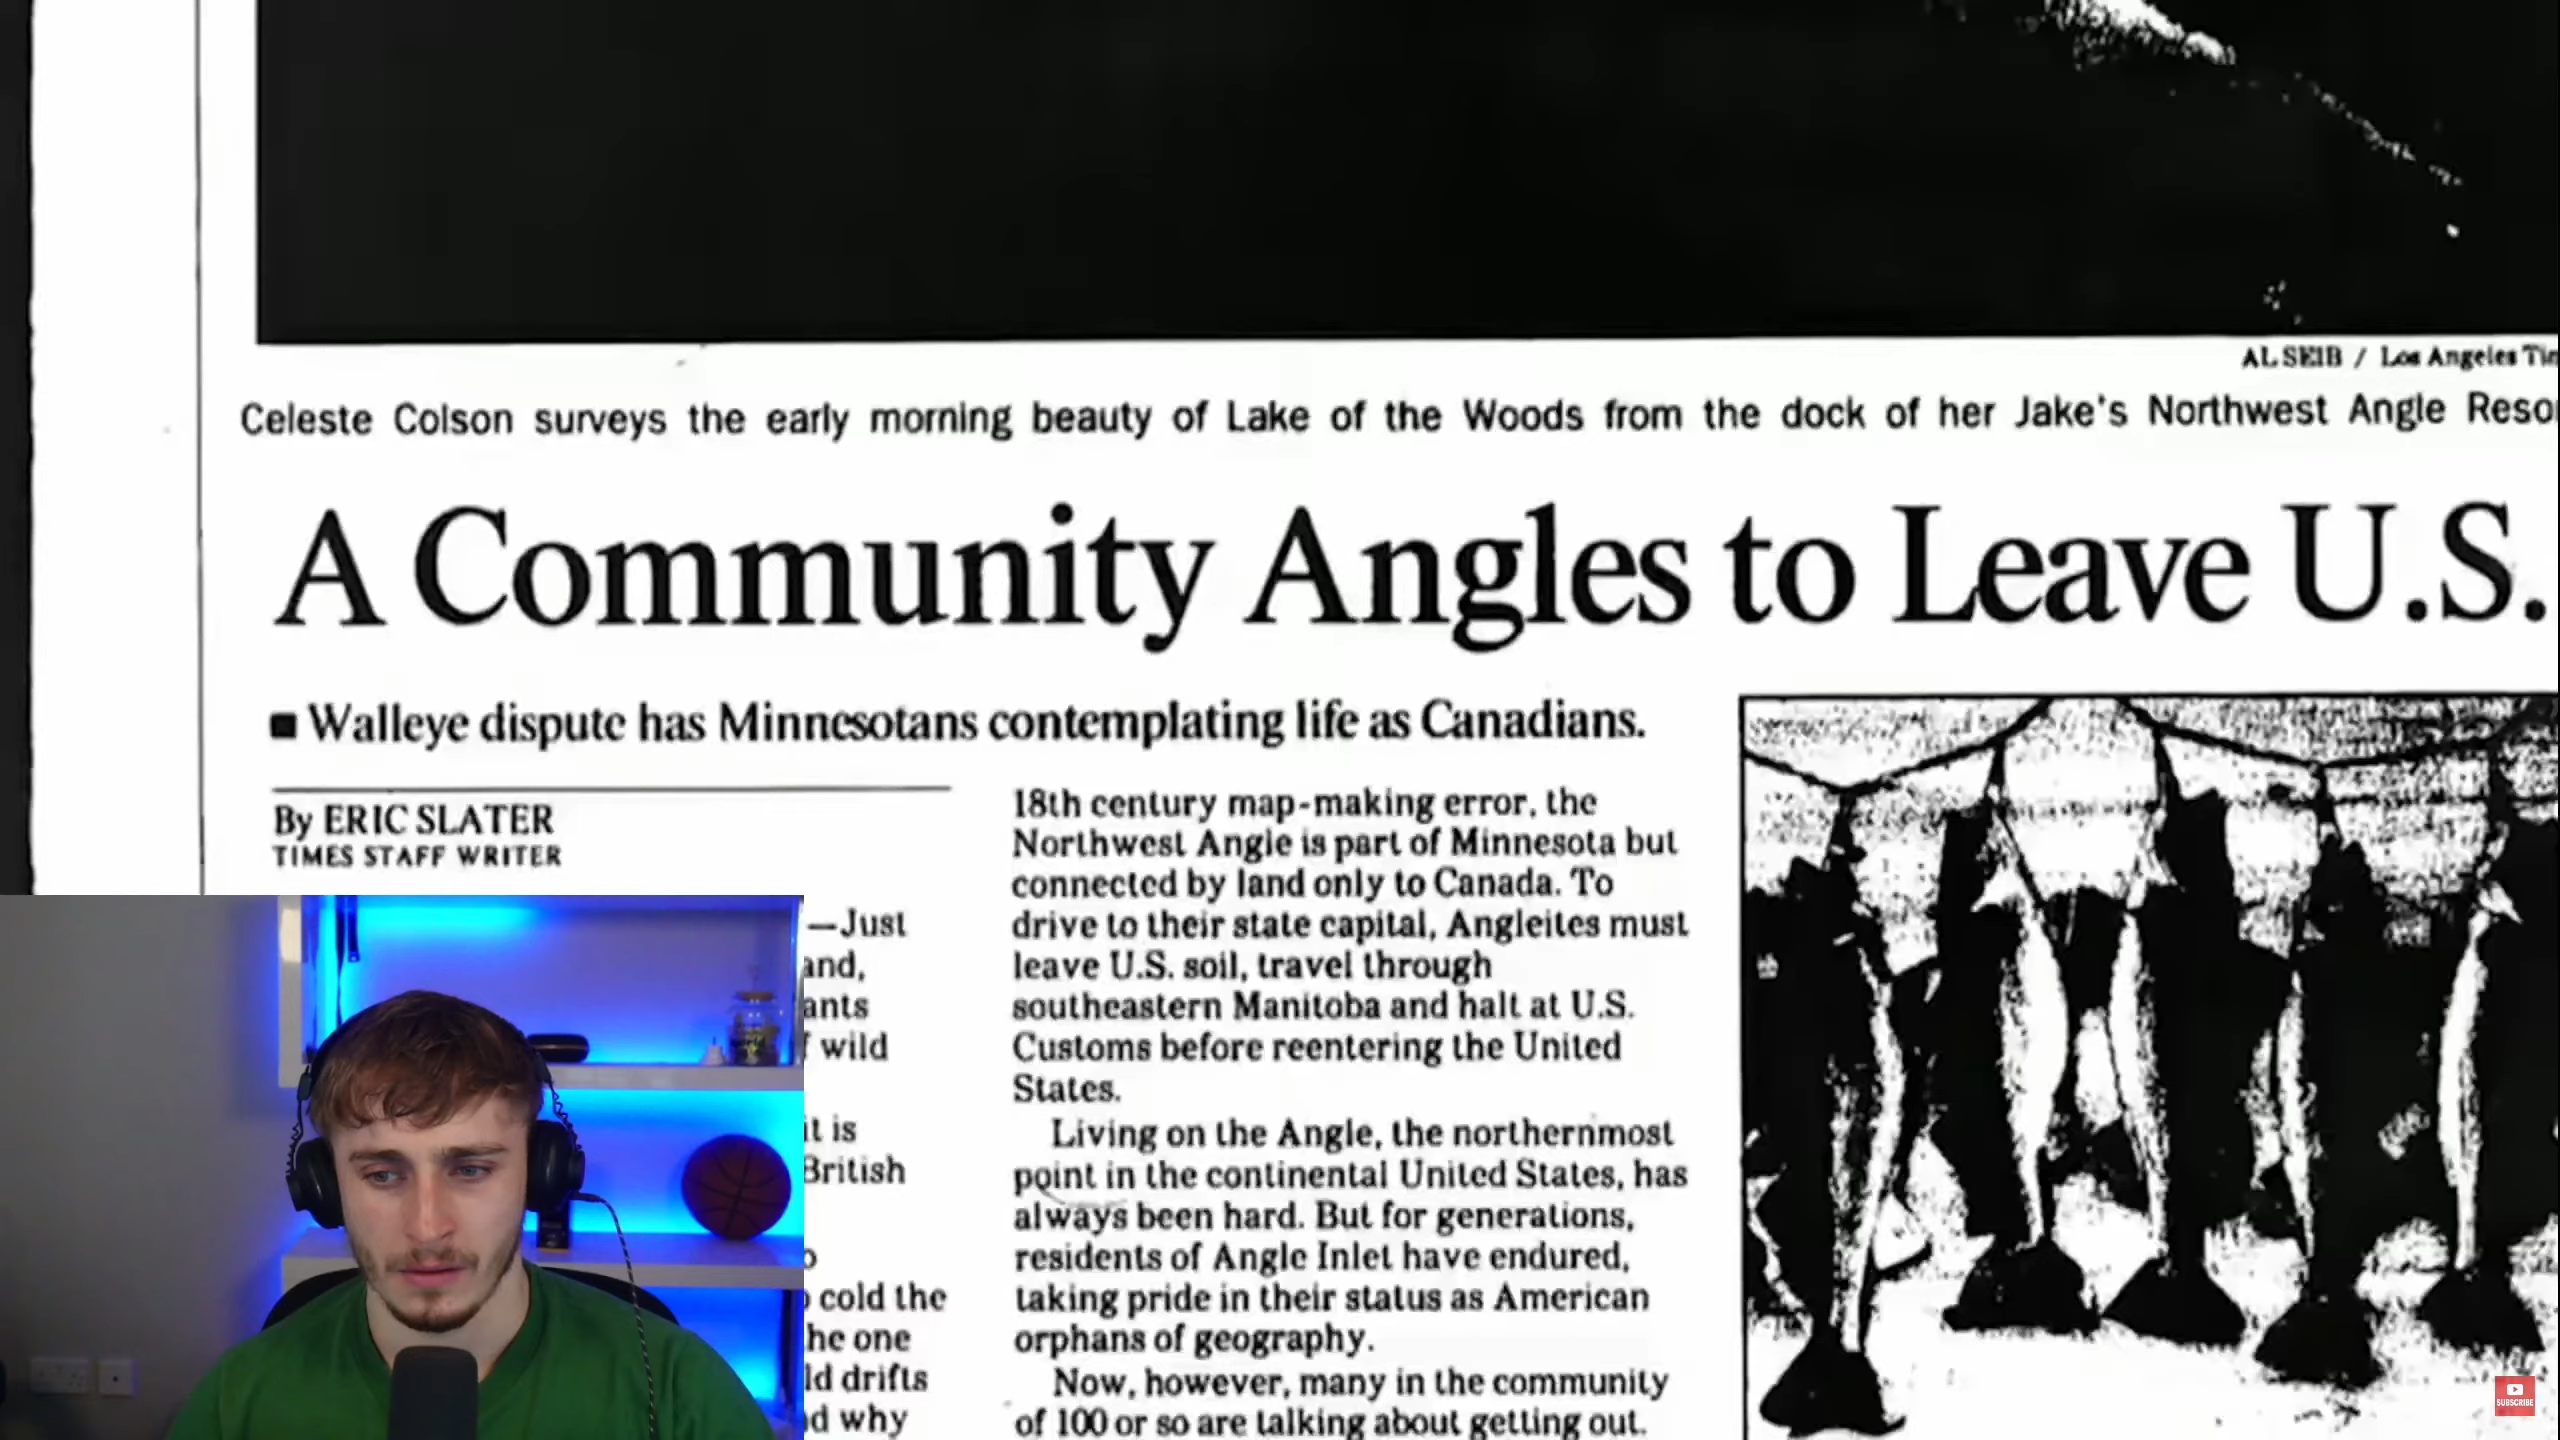 AL SEIB / Los Angeles
Celeste Colson surveys the early morning beauty of Lake of the Woods from the dock of her Jake's Northwest Angle
A Community Angles to Leave U.S.
■ Walleye dispute has Minnesotans contemplating life as Canadians.
By ERIC SLATER
TIMES STAFF WRITER
—Just
wild
it is
British
cold the
one
drifts
why
18th century map-making error, the
Northwest Angle is part of Minnesota but
connected by land only to Canada. To
drive to their state capital, Angleites must
leave U.S. soil, travel through
southeastern Manitoba and halt at U.S.
Customs before reentering the United
States.
Living on the Angle, the northernmost
point in the continental United States, has
always been hard. But for generations,
residents of Angle Inlet have endured,
taking pride in their status as American
orphans of geography.
Now, however, many in the community
of 100 or so are talking about getting out.
SUBSCRIBE